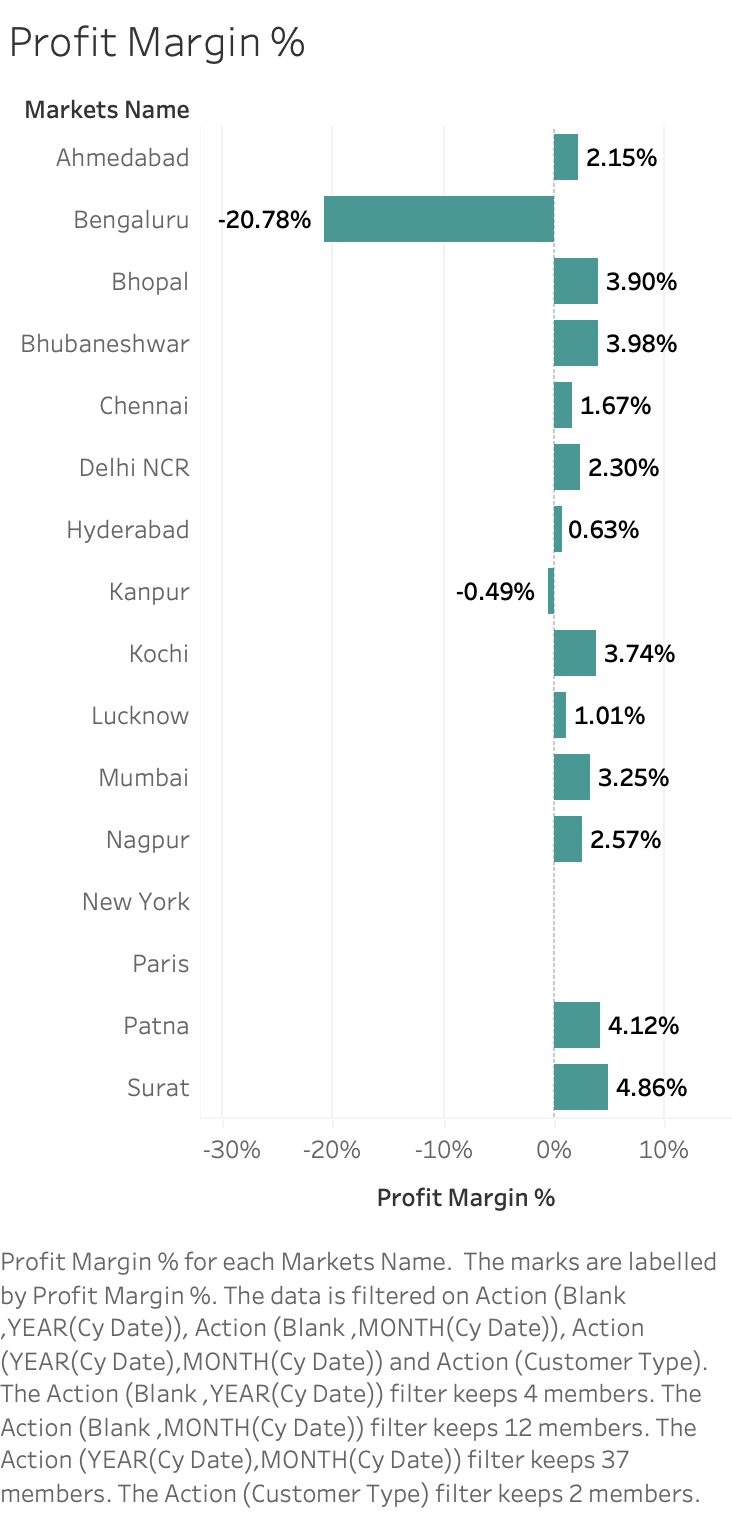 Profit Margin %
Markets Name
Ahmedabad 2.15%
Bengaluru -20.78%
Bhopal 3.90%
Bhubaneshwar 3.98%
Chennai 1.67%
Delhi NCR 2.30%
Hyderabad 0.63%
Kanpur -0.49%
Kochi 3.74%
Lucknow 1.01%
Mumbai 3.25%
Nagpur 2.57%
New York
Paris
Patna 4.12%
Surat 4.86%
-30% -20% -10% 0% 10%
Profit Margin %
Profit Margin % for each Markets Name.  The marks are labelled
by Profit Margin %. The data is filtered on Action (Blank
,YEAR(Cy Date)), Action (Blank ,MONTH(Cy Date)), Action
(YEAR(Cy Date),MONTH(Cy Date)) and Action (Customer Type).
The Action (Blank ,YEAR(Cy Date)) filter keeps 4 members. The
Action (Blank ,MONTH(Cy Date)) filter keeps 12 members. The
Action (YEAR(Cy Date),MONTH(Cy Date)) filter keeps 37
members. The Action (Customer Type) filter keeps 2 members.